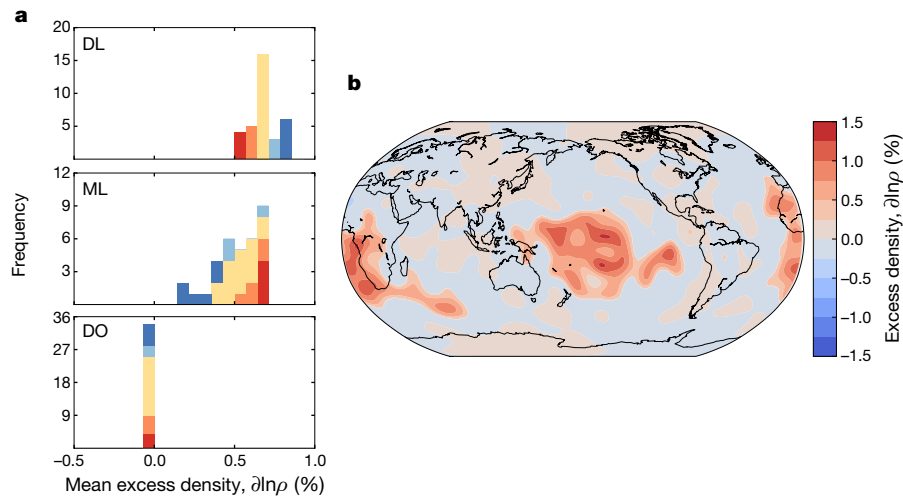 a
20
15
10
5
DL
12
9
6
3
ML
36
27
18
9
DO
Frequency
−0.5 0.0 0.5 1.0
Mean excess density, ∂lnρ (%)
b
1.5
1.0
0.5
0.0
−0.5
−1.0
−1.5
Excess density, ∂lnρ (%)